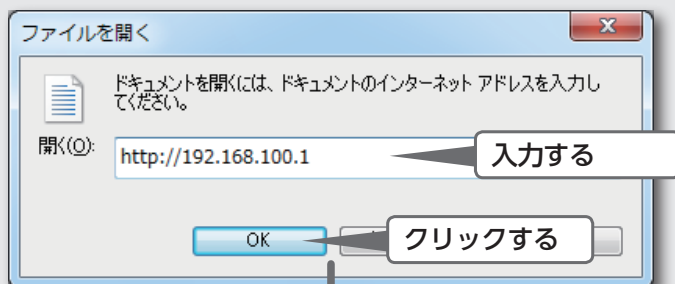 ファイルを開く
ドキュメントを開くには、ドキュメントのインターネット アドレスを入力し
てください。
開く(O):
http://192.168.100.1
入力する
OK
クリックする